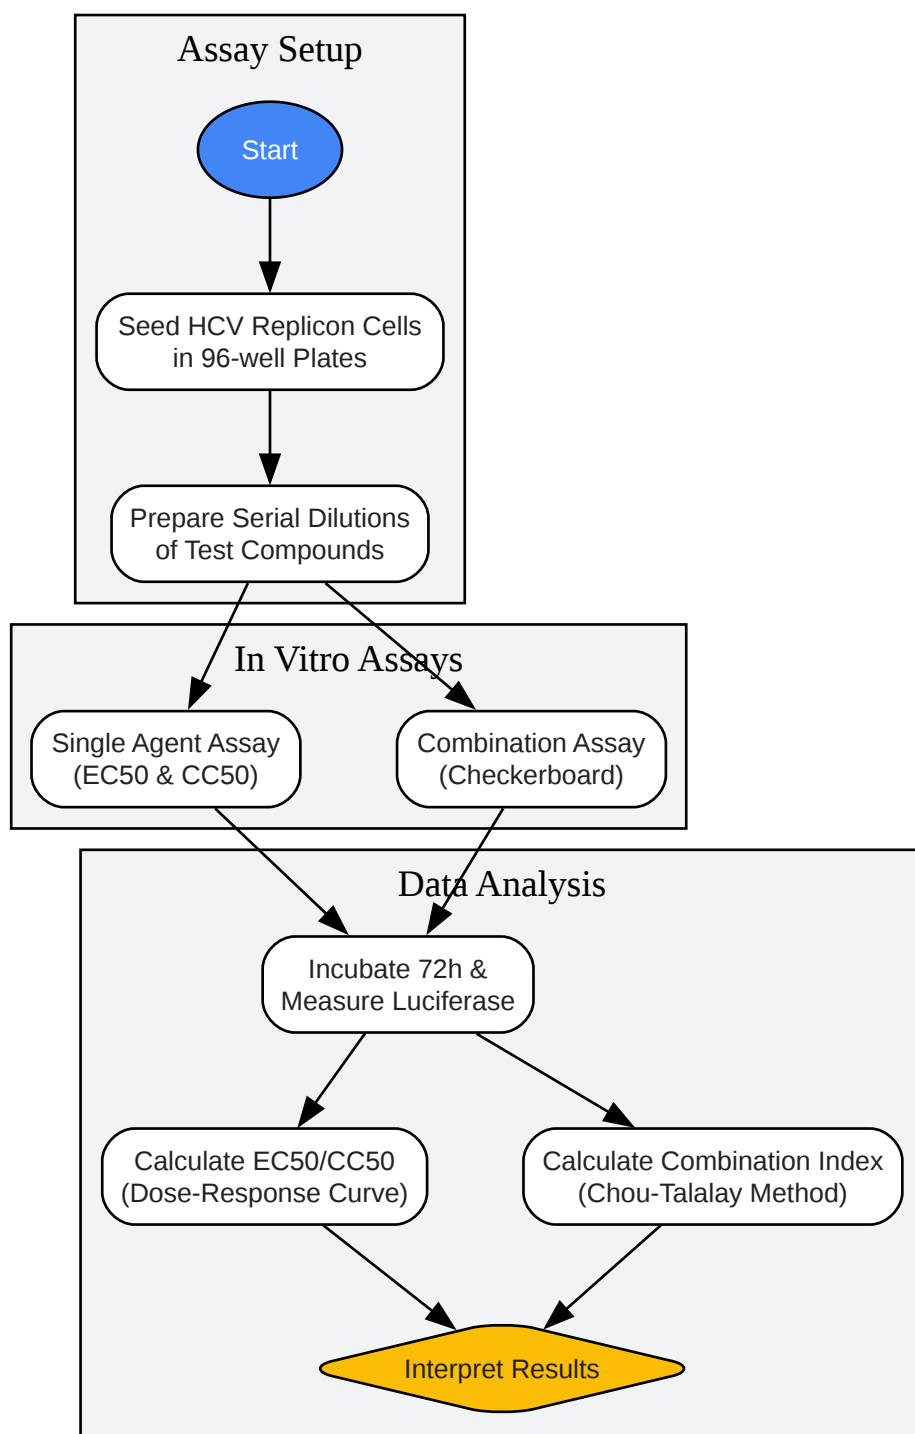 Assay Setup
Start
Seed HCV Replicon Cells
in 96-well Plates
Prepare Serial Dilutions
of Test Compounds
In Vitro Assays
Single Agent Assay
(EC50 & CC50)
Combination Assay
(Checkerboard)
Data Analysis
Incubate 72h &
Measure Luciferase
Calculate EC50/CC50
(Dose-Response Curve)
Calculate Combination Index
(Chou-Talalay Method)
Interpret Results